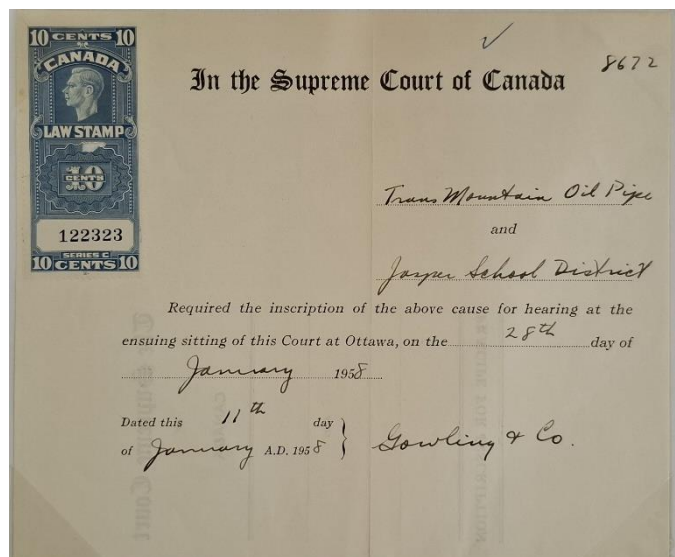 10 CENTS 10
CANADA
LAW STAMP
10
CENTS
122323
SERIES C
10 CENTS 10
8672
In the Supreme Court of Canada
Trans Mountain Oil Pipe
and
Jasper School District
Required the inscription of the above cause for hearing at the
ensuing sitting of this Court at Ottawa, on the 28th day of
January 1958
Dated this 11th day
of January A.D. 1958
Gowling & Co.